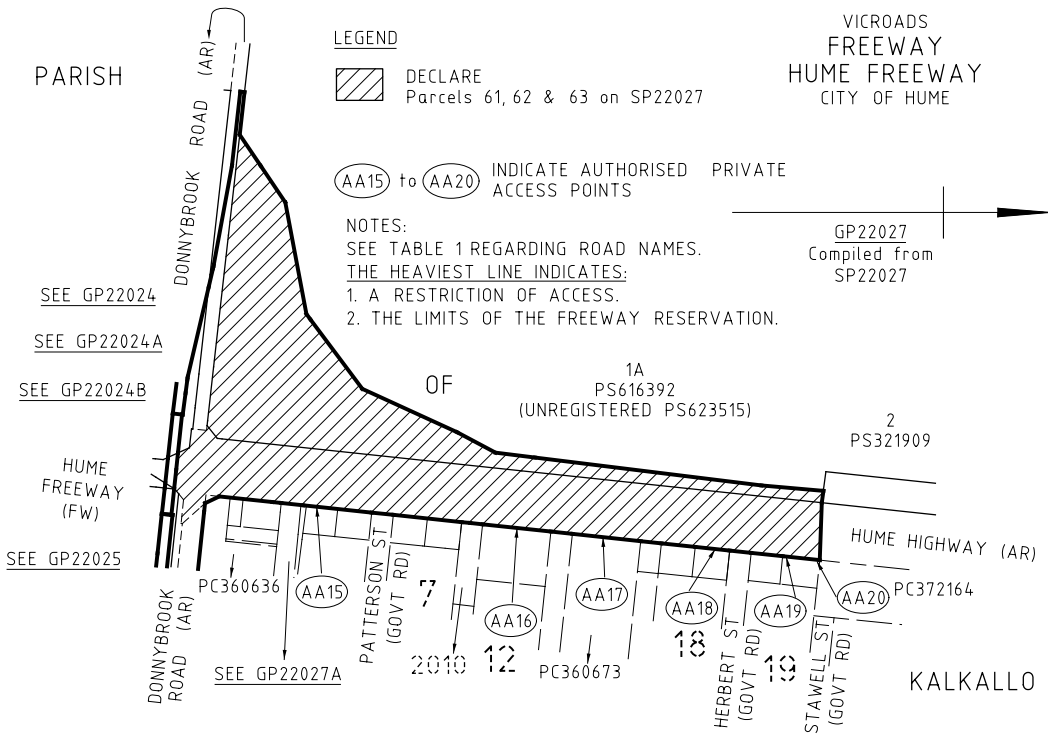 VICROADS
FREEWAY
HUME FREEWAY
CITY OF HUME
LEGEND
DECLARE
Parcels 61, 62 & 63 on SP22027
AA15 to AA20 INDICATE AUTHORISED PRIVATE
ACCESS POINTS
NOTES:
SEE TABLE 1 REGARDING ROAD NAMES.
THE HEAVIEST LINE INDICATES:
1. A RESTRICTION OF ACCESS.
2. THE LIMITS OF THE FREEWAY RESERVATION.
GP22027
Compiled from
SP22027
PARISH
DONNYBROOK ROAD (AR)
SEE GP22024
SEE GP22024A
SEE GP22024B
OF
1A
PS616392
(UNREGISTERED PS623515)
2
PS321909
HUME
FREEWAY
(FW)
SEE GP22025
HUME HIGHWAY (AR)
PC360636
AA15
PATTERSON ST
(GOVT RD)
7
AA16
AA17
AA18
AA19
AA20
PC372164
DONNYBROOK
ROAD (AR)
SEE GP22027A
2010
12
PC360673
18
HERBERT ST
(GOVT RD)
19
STAWELL ST
(GOVT RD)
KALKALLO